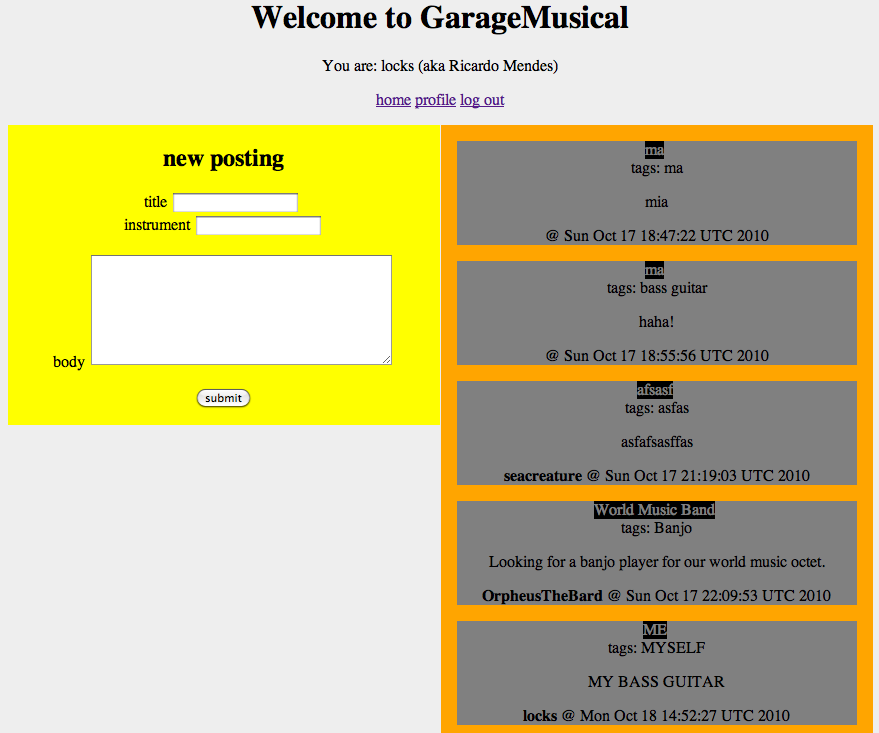 Welcome to GarageMusical
You are: locks (aka Ricardo Mendes)
home profile log out
new posting
title
instrument
body
submit
ma
tags: ma
mia
@ Sun Oct 17 18:47:22 UTC 2010
ma
tags: bass guitar
haha!
@ Sun Oct 17 18:55:56 UTC 2010
afsasf
tags: asfas
asfafsasffas
seacreature @ Sun Oct 17 21:19:03 UTC 2010
World Music Band
tags: Banjo
Looking for a banjo player for our world music octet.
OrpheusTheBard @ Sun Oct 17 22:09:53 UTC 2010
ME
tags: MYSELF
MY BASS GUITAR
locks @ Mon Oct 18 14:52:27 UTC 2010